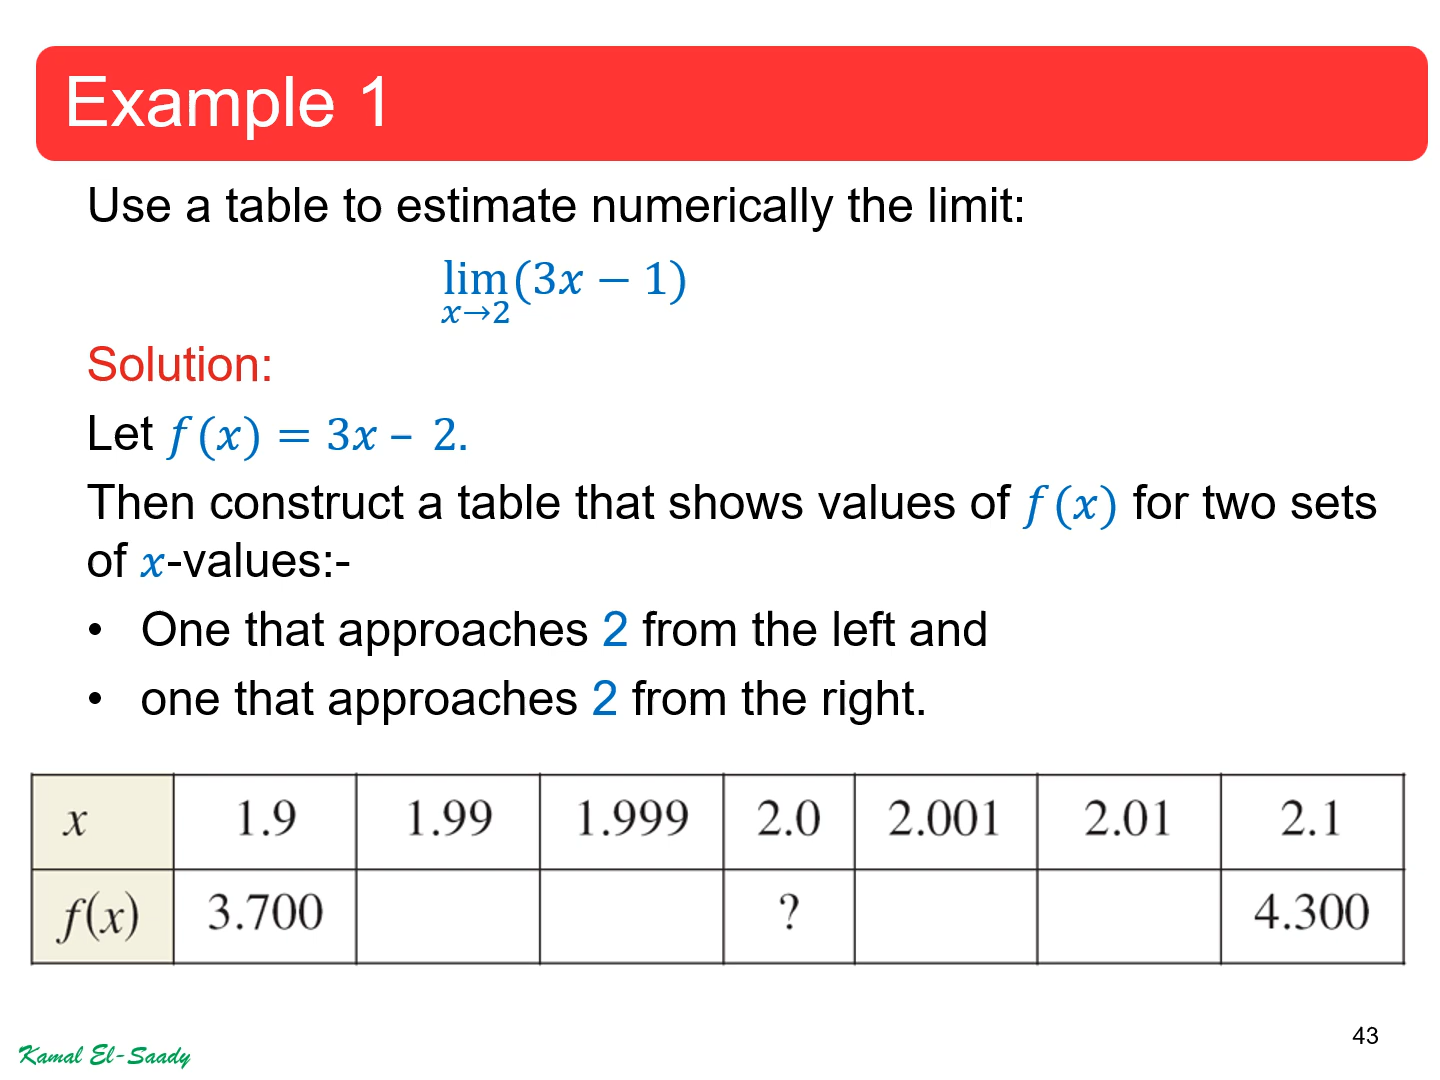 Example 1
Use a table to estimate numerically the limit:
lim(3x − 1)
x→2
Solution:
Let f(x) = 3x – 2.
Then construct a table that shows values of f(x) for two sets
of x-values:-
• One that approaches 2 from the left and
• one that approaches 2 from the right.
x 1.9 1.99 1.999 2.0 2.001 2.01 2.1
f(x) 3.700 ? 4.300
43
Kamal El-Saady